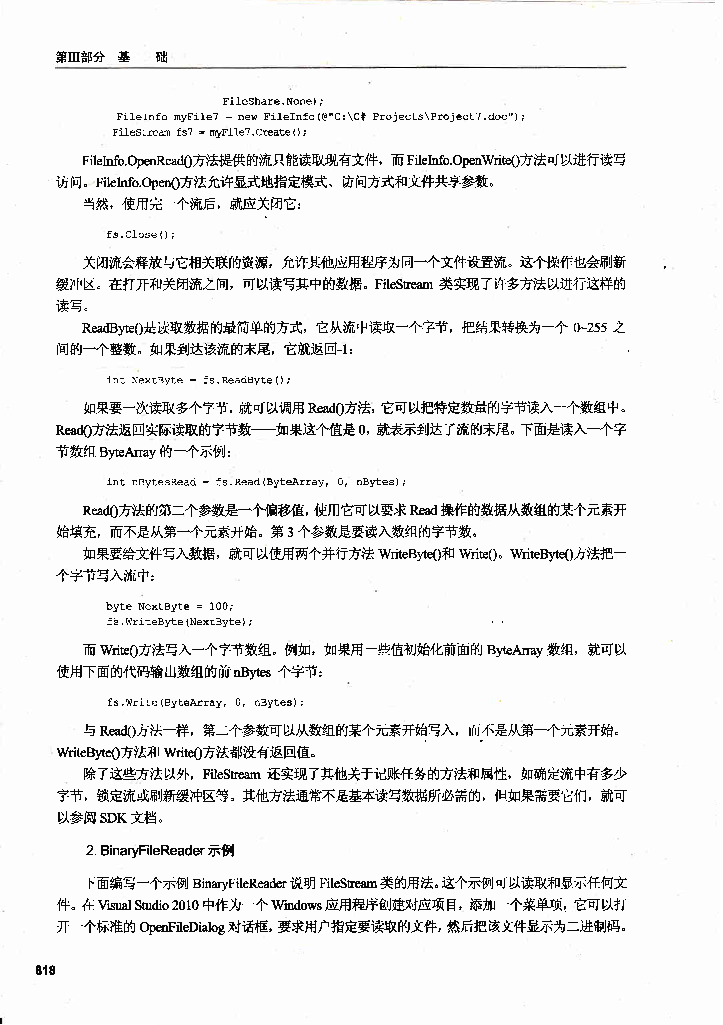 第III部分 基 础
FileShare.None);
FileInfo myFile7 = new FileInfo(@"C:\C# Projects\Project7.doc");
FileStream fs7 = myFile7.Create();
FileInfo.OpenRead()方法提供的流只能读取现有文件，而 FileInfo.OpenWrite()方法可以进行读写
访问。FileInfo.Open()方法允许显式地指定模式、访问方式和文件共享参数。
当然，使用完一个流后，就应关闭它：
fs.Close();
关闭流会释放与它相关联的资源，允许其他应用程序为同一个文件设置流。这个操作也会刷新
缓冲区。在打开和关闭流之间，可以读写其中的数据。FileStream 类实现了许多方法以进行这样的
读写。
ReadByte()是读取数据的最简单的方式，它从流中读取一个字节，把结果转换为一个 0~255 之
间的一个整数。如果到达该流的末尾，它就返回-1：
int NextByte = fs.ReadByte();
如果要一次读取多个字节，就可以调用 Read()方法，它可以把特定数量的字节读入一个数组中。
Read()方法返回实际读取的字节数——如果这个值是 0，就表示到达了流的末尾。下面是读入一个字
节数组 ByteArray 的一个示例：
int nBytesRead = fs.Read(ByteArray, 0, nBytes);
Read()方法的第二个参数是一个偏移值，使用它可以要求 Read 操作的数据从数组的某个元素开
始填充，而不是从第一个元素开始。第 3 个参数是要读入数组的字节数。
如果要给文件写入数据，就可以使用两个并行方法 WriteByte()和 Write()。WriteByte()方法把一
个字节写入流中：
byte NextByte = 100;
fs.WriteByte(NextByte);
而 Write()方法写入一个字节数组。例如，如果用一些值初始化前面的 ByteArray 数组，就可以
使用下面的代码输出数组的前 nBytes 个字节：
fs.Write(ByteArray, 0, nBytes);
与 Read()方法一样，第二个参数可以从数组的某个元素开始写入，而不是从第一个元素开始。
WriteByte()方法和 Write()方法都没有返回值。
除了这些方法以外，FileStream 还实现了其他关于记账任务的方法和属性，如确定流中有多少
字节，锁定流或刷新缓冲区等。其他方法通常不是基本读写数据所必需的，但如果需要它们，就可
以参阅 SDK 文档。
2. BinaryFileReader 示例
下面编写一个示例 BinaryFileReader 说明 FileStream 类的用法。这个示例可以读取和显示任何文
件。在 Visual Studio 2010 中作为一个 Windows 应用程序创建对应项目，添加一个菜单项，它可以打
开一个标准的 OpenFileDialog 对话框，要求用户指定要读取的文件，然后把该文件显示为二进制码。
818